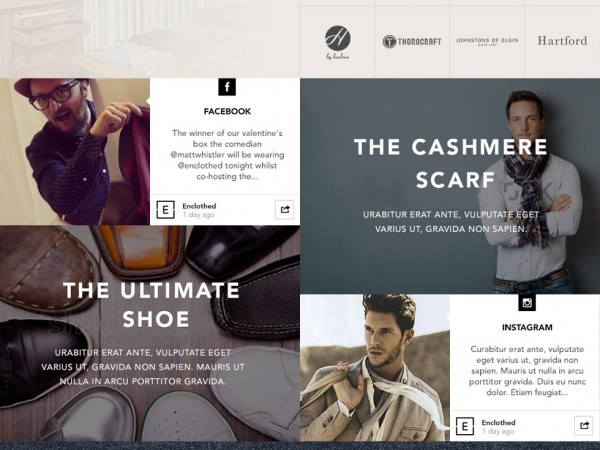 H
by hudson
THOROCRAFT
JOHNSTONS OF ELGIN
Hartford
f
FACEBOOK
The winner of our valentine's
box the comedian
@mattwhistler will be wearing
@enclothed tonight whilst
co-hosting the...
E
Enclothed
1 day ago
THE CASHMERE
SCARF
URABITUR ERAT ANTE, VULPUTATE EGET
VARIUS UT, GRAVIDA NON SAPIEN.
THE ULTIMATE
SHOE
URABITUR ERAT ANTE, VULPUTATE EGET
VARIUS UT, GRAVIDA NON SAPIEN. MAURIS UT
NULLA IN ARCU PORTTITOR GRAVIDA.
INSTAGRAM
Curabitur erat ante, vulputate
eget varius ut, gravida non
sapien. Mauris ut nulla in arcu
porttitor gravida. Duis eu nunc
dolor. Etiam feugiat...
E
Enclothed
1 day ago